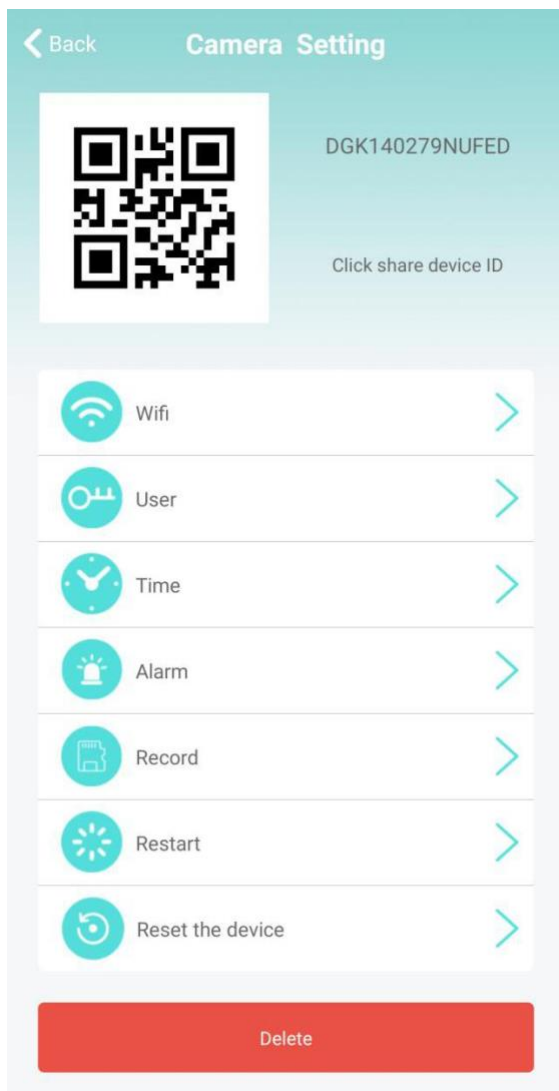 Back
Camera Setting
DGK140279NUFED
Click share device ID
Wifi
User
Time
Alarm
Record
Restart
Reset the device
Delete